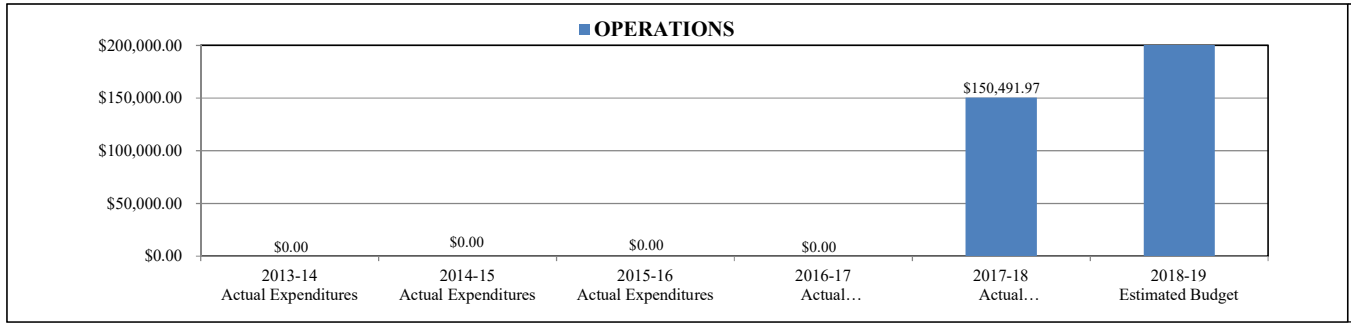 OPERATIONS
$200,000.00
$150,000.00
$100,000.00
$50,000.00
$0.00
$0.00
$0.00
$0.00
$0.00
$150,491.97
2013-14
Actual Expenditures
2014-15
Actual Expenditures
2015-16
Actual Expenditures
2016-17
Actual…
2017-18
Actual…
2018-19
Estimated Budget